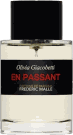 Olivia Giacobetti
EN PASSANT
FREDERIC MALLE